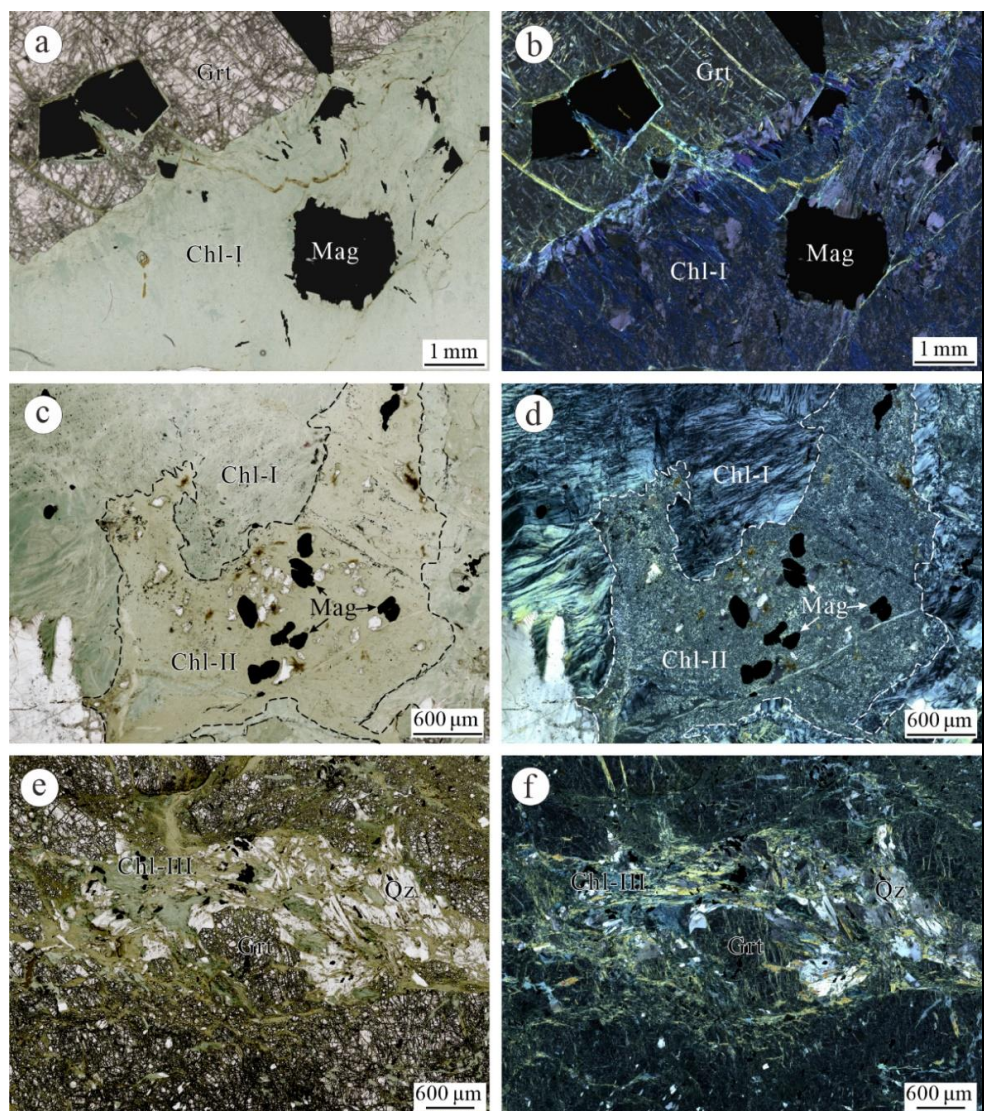 a
Grt
Chl-I
Mag
1 mm
b
Grt
Chl-I
Mag
1 mm
c
Chl-I
Mag
Chl-II
600 μm
d
Chl-I
Mag
Chl-II
600 μm
e
Chl-III
Qz
Grt
600 μm
f
Chl-III
Qz
Grt
600 μm